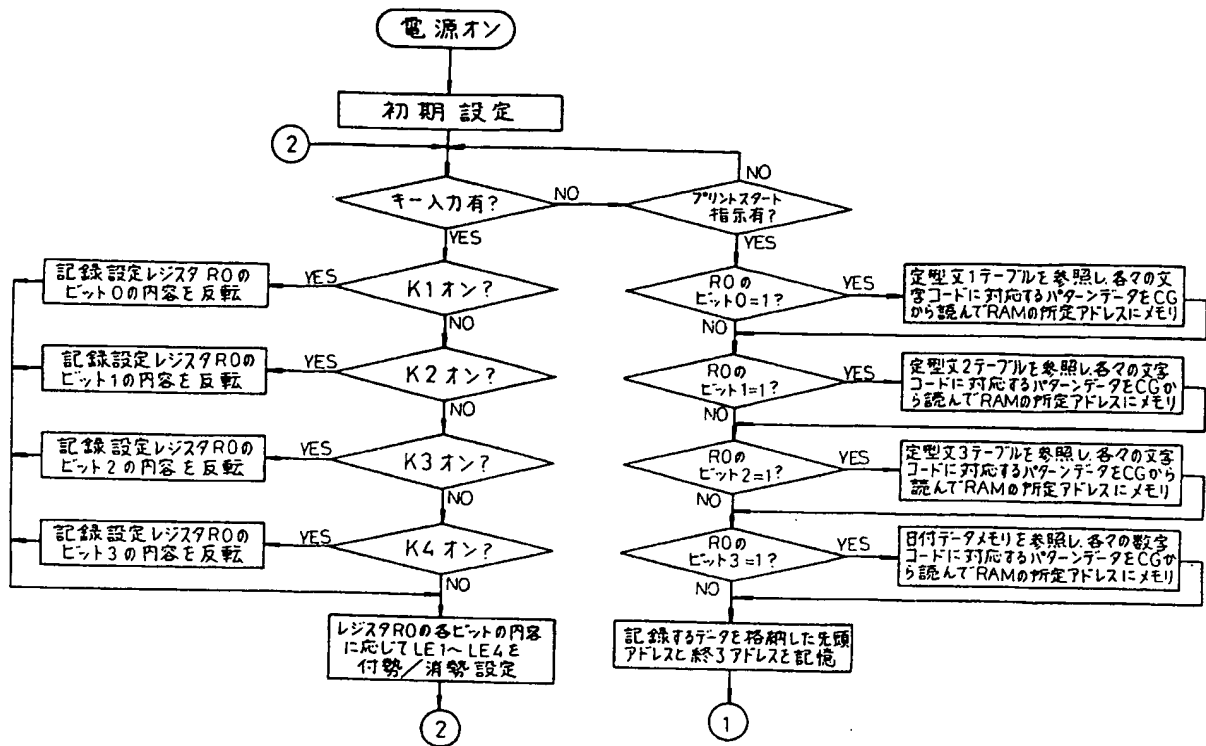 電源オン
初期設定
2
キー入力有?
NO
YES
プリントスタート
指示有?
NO
YES
K1オン?
YES
NO
記録設定レジスタR0の
ビット0の内容を反転
K2オン?
YES
NO
記録設定レジスタR0の
ビット1の内容を反転
K3オン?
YES
NO
記録設定レジスタR0の
ビット2の内容を反転
K4オン?
YES
NO
記録設定レジスタR0の
ビット3の内容を反転
レジスタR0の各ビットの内容
に応じてLE1〜LE4を
付勢/消勢設定
2
R0の
ビット0=1?
YES
NO
定型文1テーブルを参照し、各々の文
字コードに対応するパターンデータをCG
から読んでRAMの所定アドレスにメモリ
R0の
ビット1=1?
YES
NO
定型文2テーブルを参照し、各々の文字
コードに対応するパターンデータをCGか
ら読んでRAMの所定アドレスにメモリ
R0の
ビット2=1?
YES
NO
定型文3テーブルを参照し、各々の文字
コードに対応するパターンデータをCGから
読んでRAMの所定アドレスにメモリ
R0の
ビット3=1?
YES
NO
日付データメモリを参照し、各々の数字
コードに対応するパターンデータをCGか
ら読んでRAMの所定アドレスにメモリ
記録するデータを格納した先頭
アドレスと終了アドレスを記憶
1